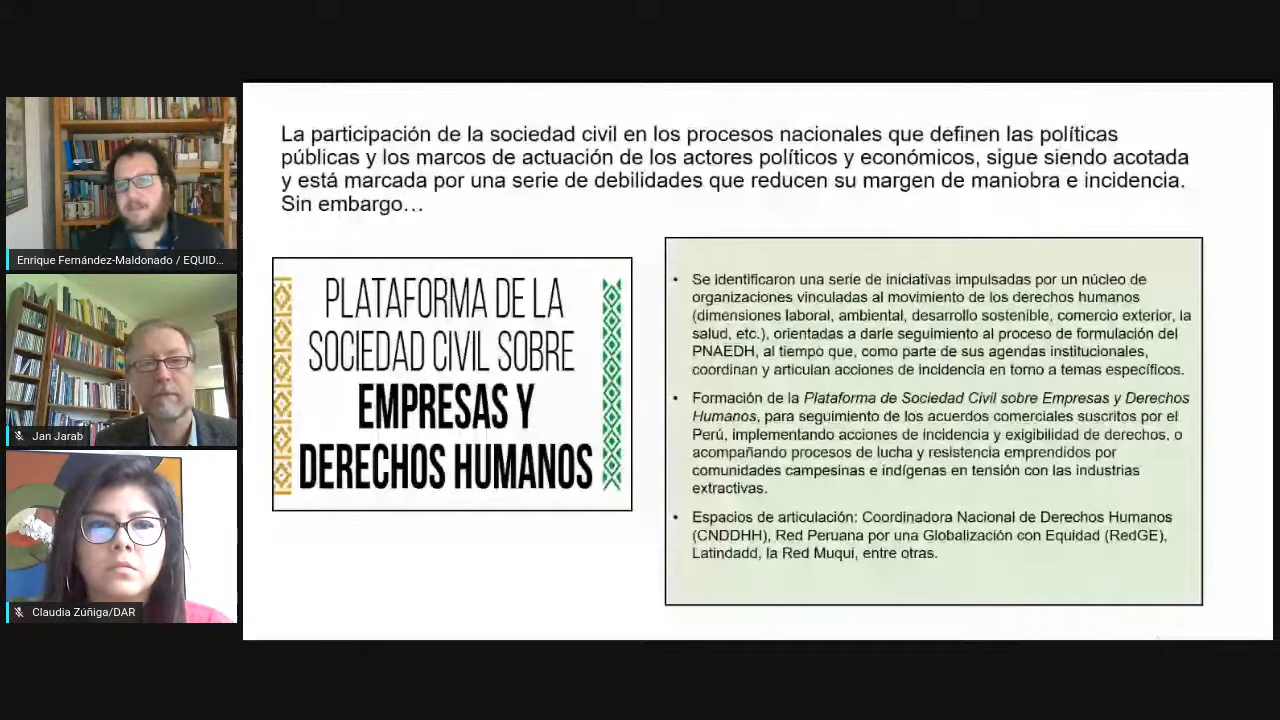 La participación de la sociedad civil en los procesos nacionales que definen las políticas
públicas y los marcos de actuación de los actores políticos y económicos, sigue siendo acotada
y está marcada por una serie de debilidades que reducen su margen de maniobra e incidencia.
Sin embargo…
PLATAFORMA DE LA
SOCIEDAD CIVIL SOBRE
EMPRESAS Y
DERECHOS HUMANOS
• Se identificaron una serie de iniciativas impulsadas por un núcleo de
organizaciones vinculadas al movimiento de los derechos humanos
(dimensiones laboral, ambiental, desarrollo sostenible, comercio exterior, la
salud, etc.), orientadas a darle seguimiento al proceso de formulación del
PNAEDH, al tiempo que, como parte de sus agendas institucionales,
coordinan y articulan acciones de incidencia en torno a temas específicos.
• Formación de la Plataforma de Sociedad Civil sobre Empresas y Derechos
Humanos, para seguimiento de los acuerdos comerciales suscritos por el
Perú, implementando acciones de incidencia y exigibilidad de derechos, o
acompañando procesos de lucha y resistencia emprendidos por
comunidades campesinas e indígenas en tensión con las industrias
extractivas.
• Espacios de articulación: Coordinadora Nacional de Derechos Humanos
(CNDDHH), Red Peruana por una Globalización con Equidad (RedGE),
Latindadd, la Red Muqui, entre otras.
Enrique Fernández-Maldonado / EQUID...
Jan Jarab
Claudia Zúñiga/DAR